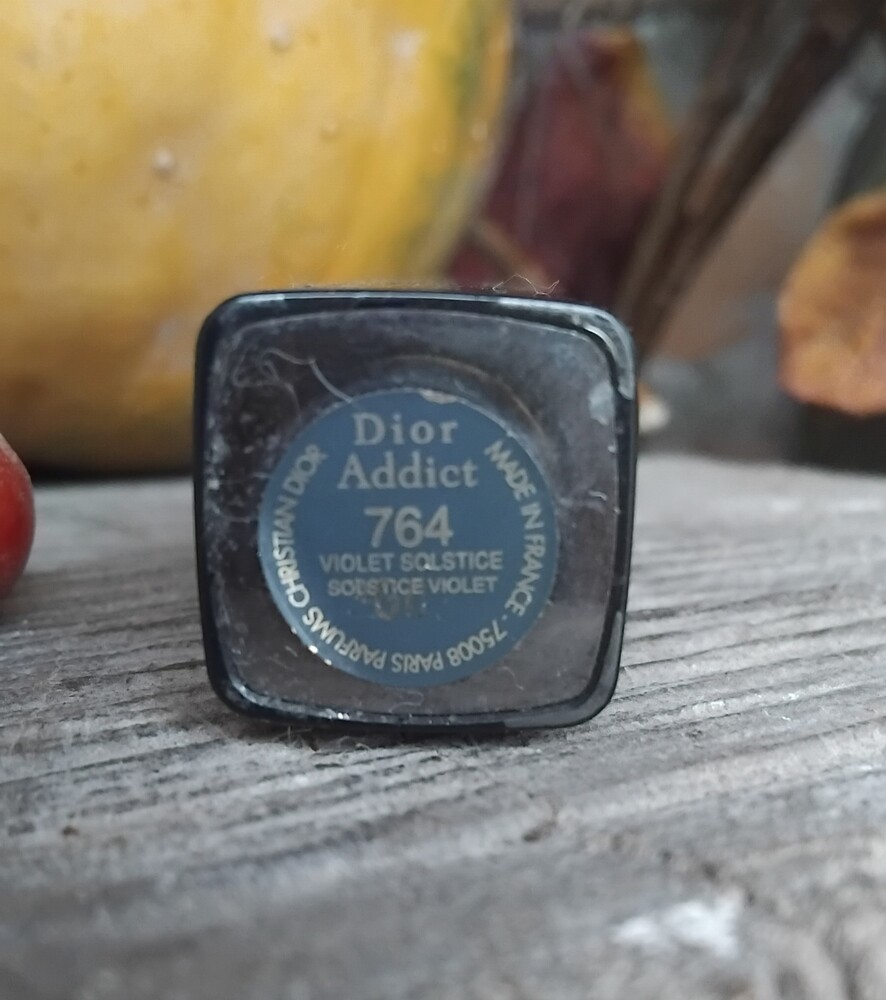 Dior
Addict
764
VIOLET SOLSTICE
SOLSTICE VIOLET
MADE IN FRANCE - 75008 PARIS PARFUMS CHRISTIAN DIOR